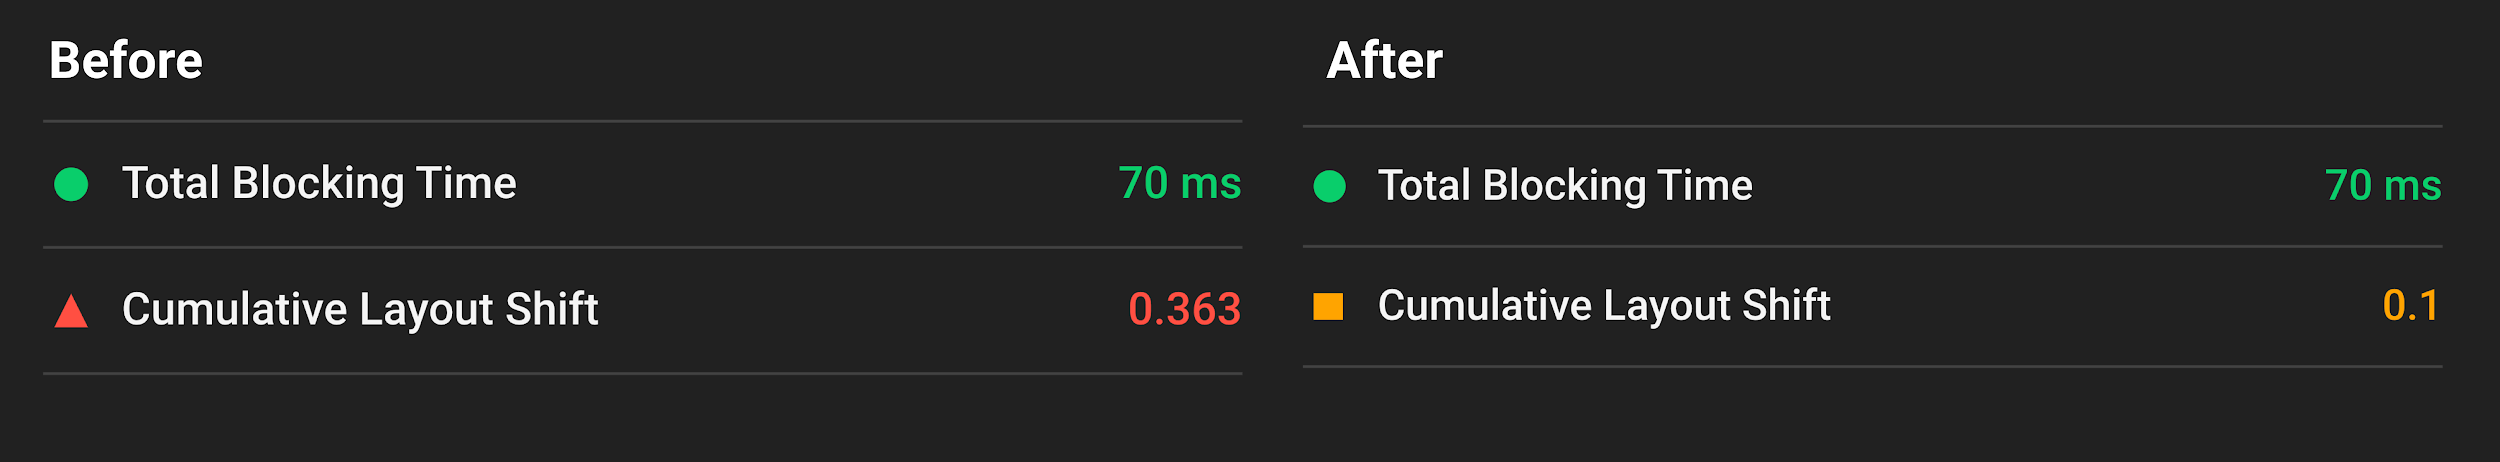 Before
Total Blocking Time 70 ms
Cumulative Layout Shift 0.363
After
Total Blocking Time 70 ms
Cumulative Layout Shift 0.1